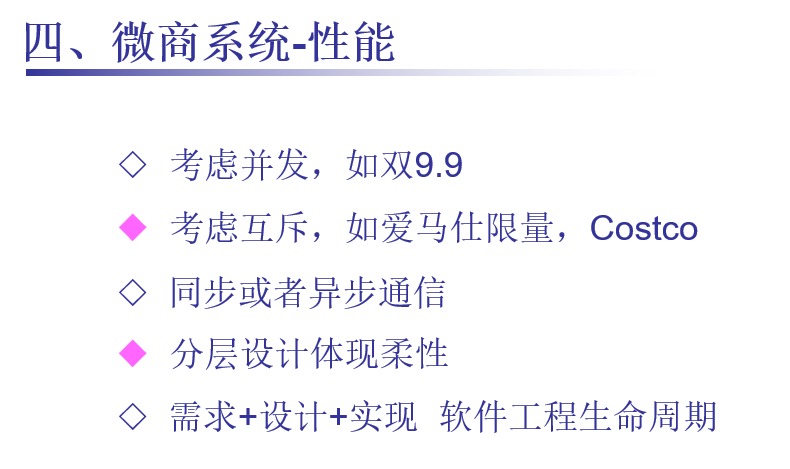 四、微商系统-性能
考虑并发，如双9.9
考虑互斥，如爱马仕限量，Costco
同步或者异步通信
分层设计体现柔性
需求+设计+实现 软件工程生命周期